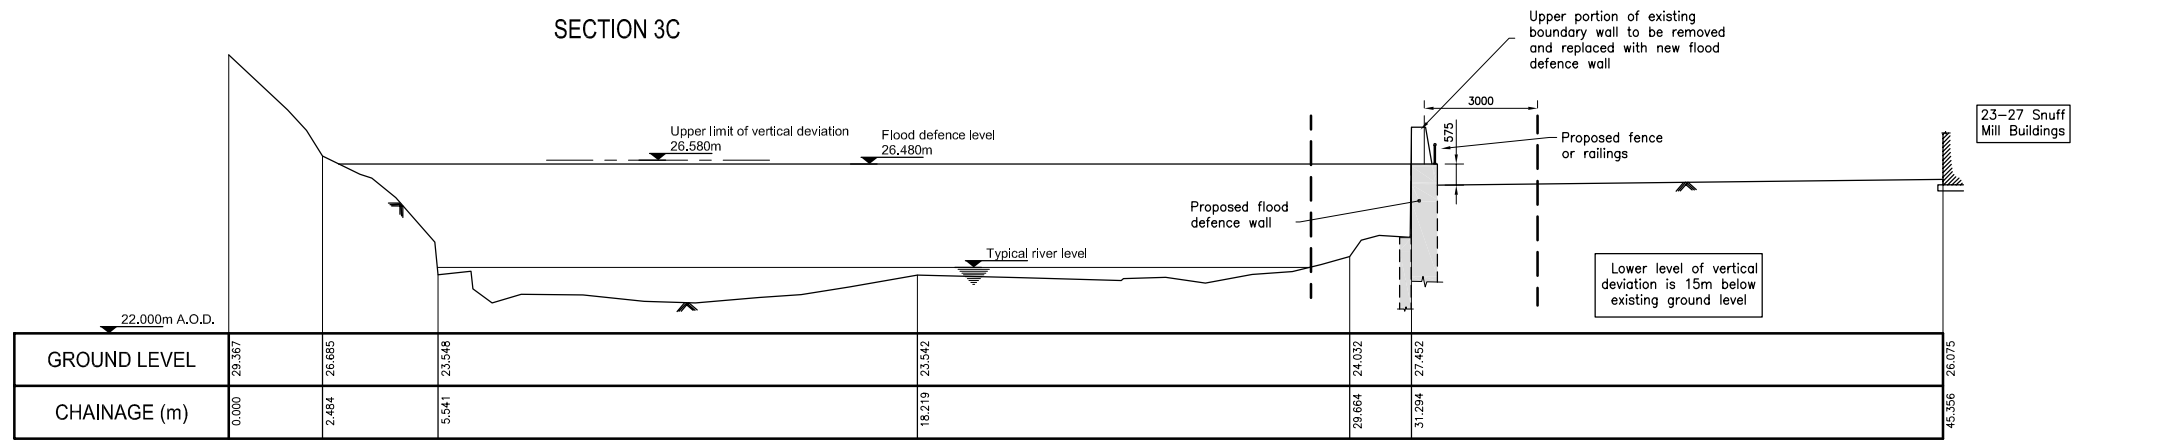 SECTION 3C
Upper portion of existing
boundary wall to be removed
and replaced with new flood
defence wall
3000
575
23-27 Snuff
Mill Buildings
Upper limit of vertical deviation
26.580m
Flood defence level
26.480m
Proposed fence
or railings
Proposed flood
defence wall
Typical river level
Lower level of vertical
deviation is 15m below
existing ground level
22.000m A.O.D.
GROUND LEVEL 29.367 26.685 23.548 23.542 24.032 27.452 26.075
CHAINAGE (m) 0.000 2.484 5.541 18.219 29.664 31.294 45.356